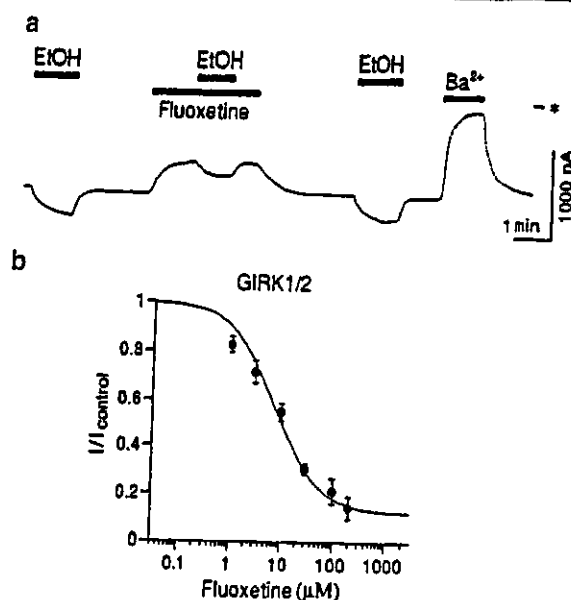 a
EtOH EtOH EtOH Ba²⁺
Fluoxetine
*
1000 nA
1 min
b
GIRK1/2
1
0.8
0.6
0.4
0.2
0
I/Icontrol
0.1 1 10 100 1000
Fluoxetine (μM)